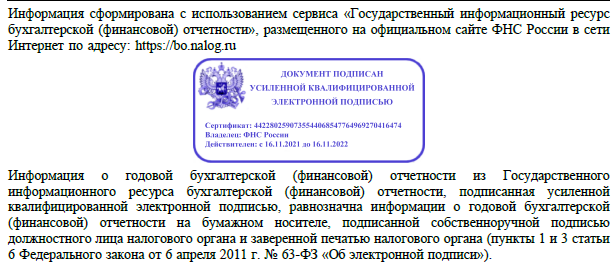 Информация сформирована с использованием сервиса «Государственный информационный ресурс
бухгалтерской (финансовой) отчетности», размещенного на официальном сайте ФНС России в сети
Интернет по адресу: https://bo.nalog.ru
ДОКУМЕНТ ПОДПИСАН
УСИЛЕННОЙ КВАЛИФИЦИРОВАННОЙ
ЭЛЕКТРОННОЙ ПОДПИСЬЮ
Сертификат: 442280259073554406854776496927041647​4
Владелец: ФНС России
Действителен: с 16.11.2021 до 16.11.2022
Информация о годовой бухгалтерской (финансовой) отчетности из Государственного
информационного ресурса бухгалтерской (финансовой) отчетности, подписанная усиленной
квалифицированной электронной подписью, равнозначна информации о годовой бухгалтерской
(финансовой) отчетности на бумажном носителе, подписанной собственноручной подписью
должностного лица налогового органа и заверенной печатью налогового органа (пункты 1 и 3 статьи
6 Федерального закона от 6 апреля 2011 г. № 63-ФЗ «Об электронной подписи»).